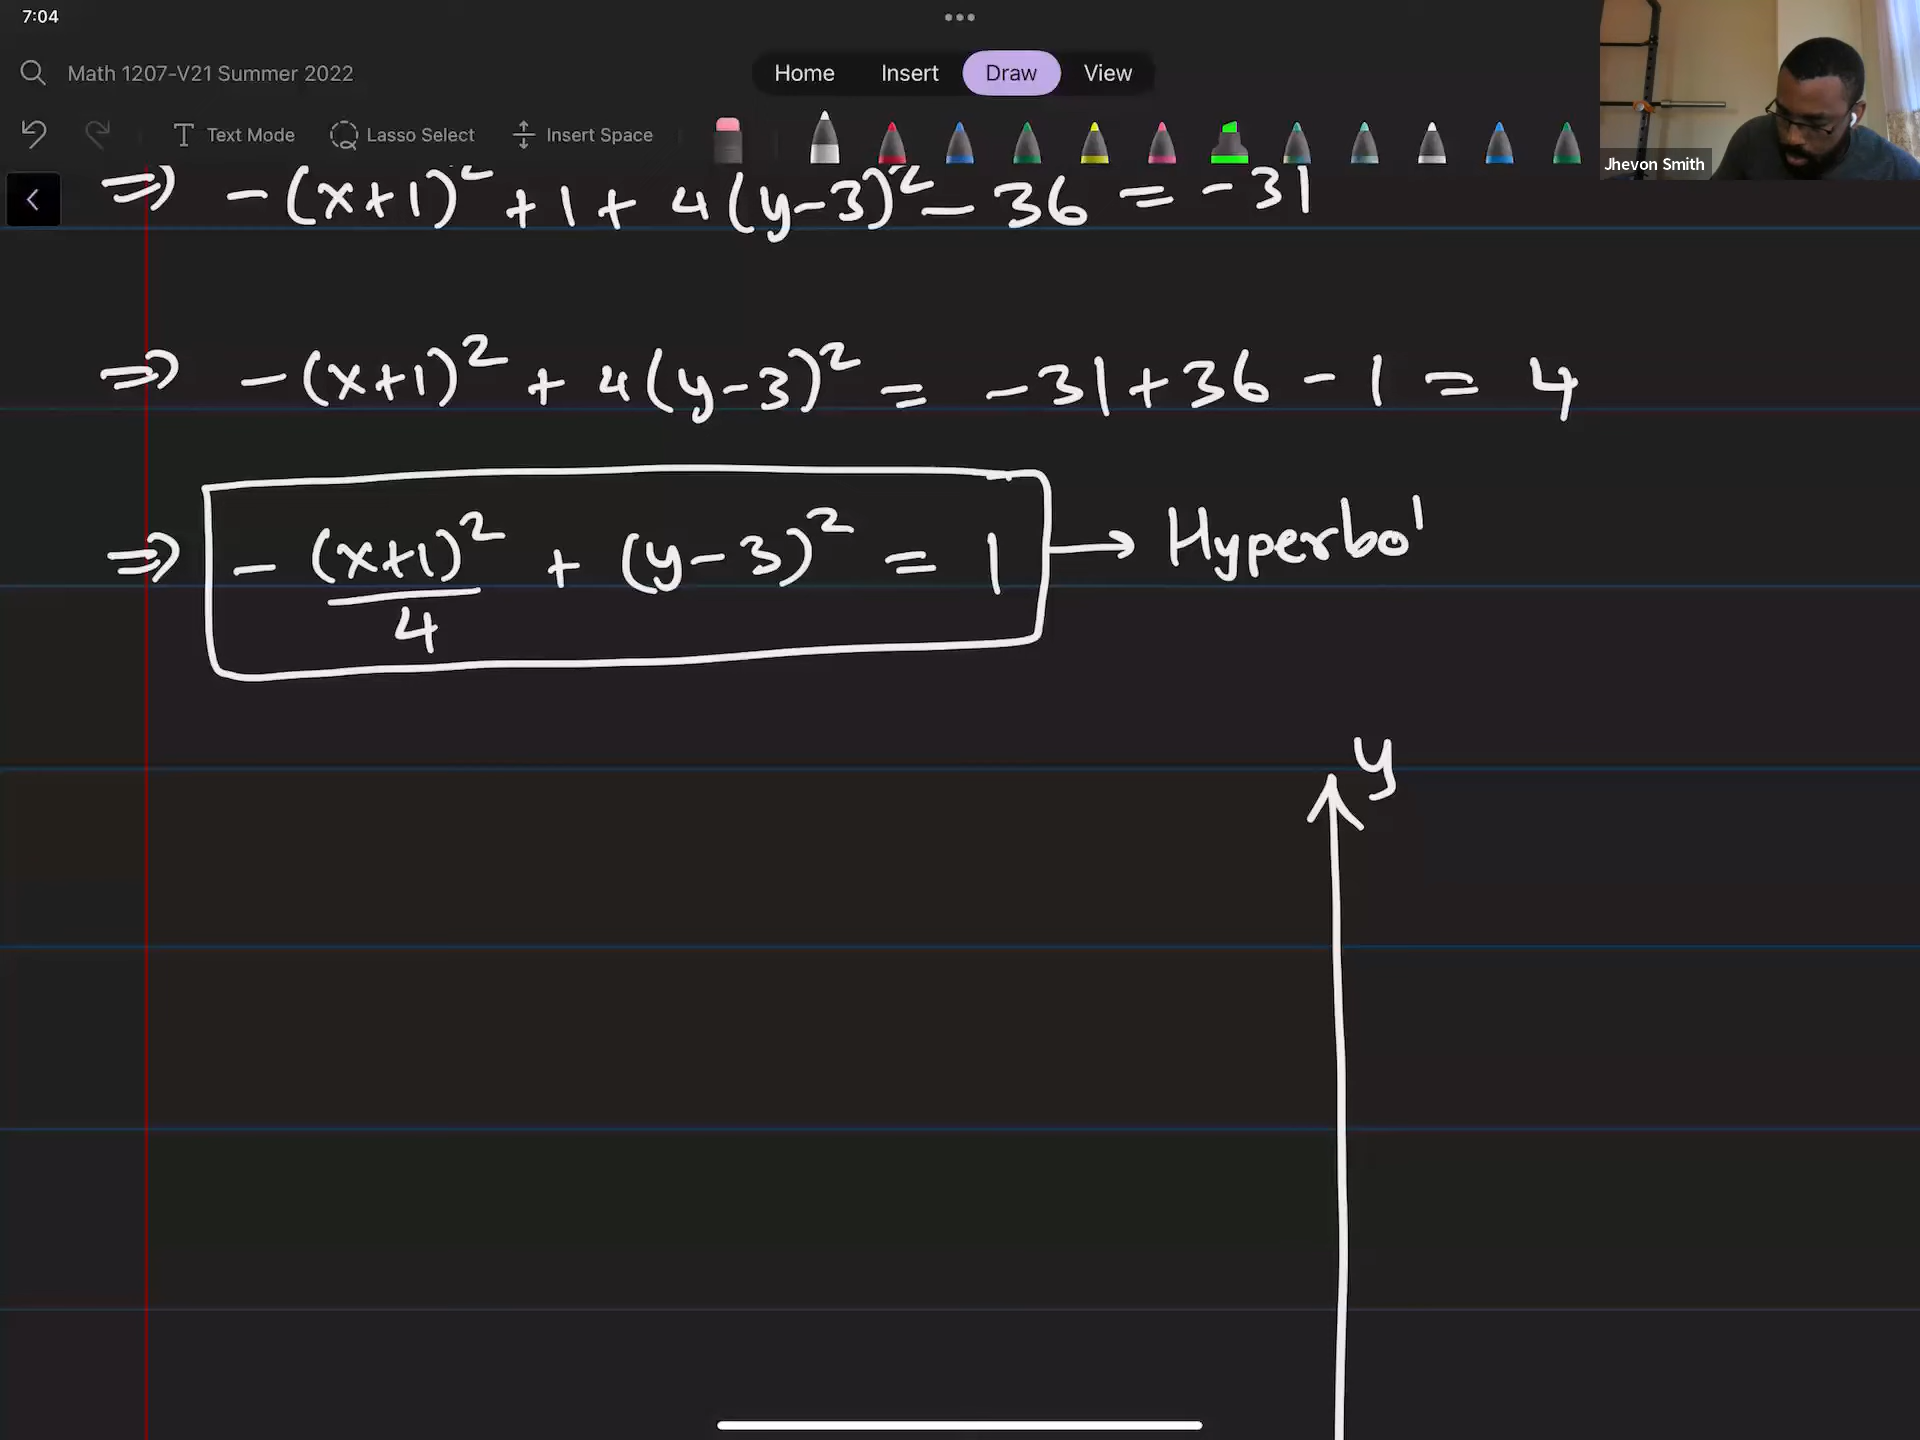 7:04
Math 1207-V21 Summer 2022
Home Insert Draw View
Text Mode Lasso Select Insert Space
Jhevon Smith
⇒ -(x+1)² + 1 + 4(y-3)² - 36 = -31
⇒ -(x+1)² + 4(y-3)² = -31+36-1 = 4
⇒ -(x+1)²/4 + (y-3)² = 1 → Hyperbol
y